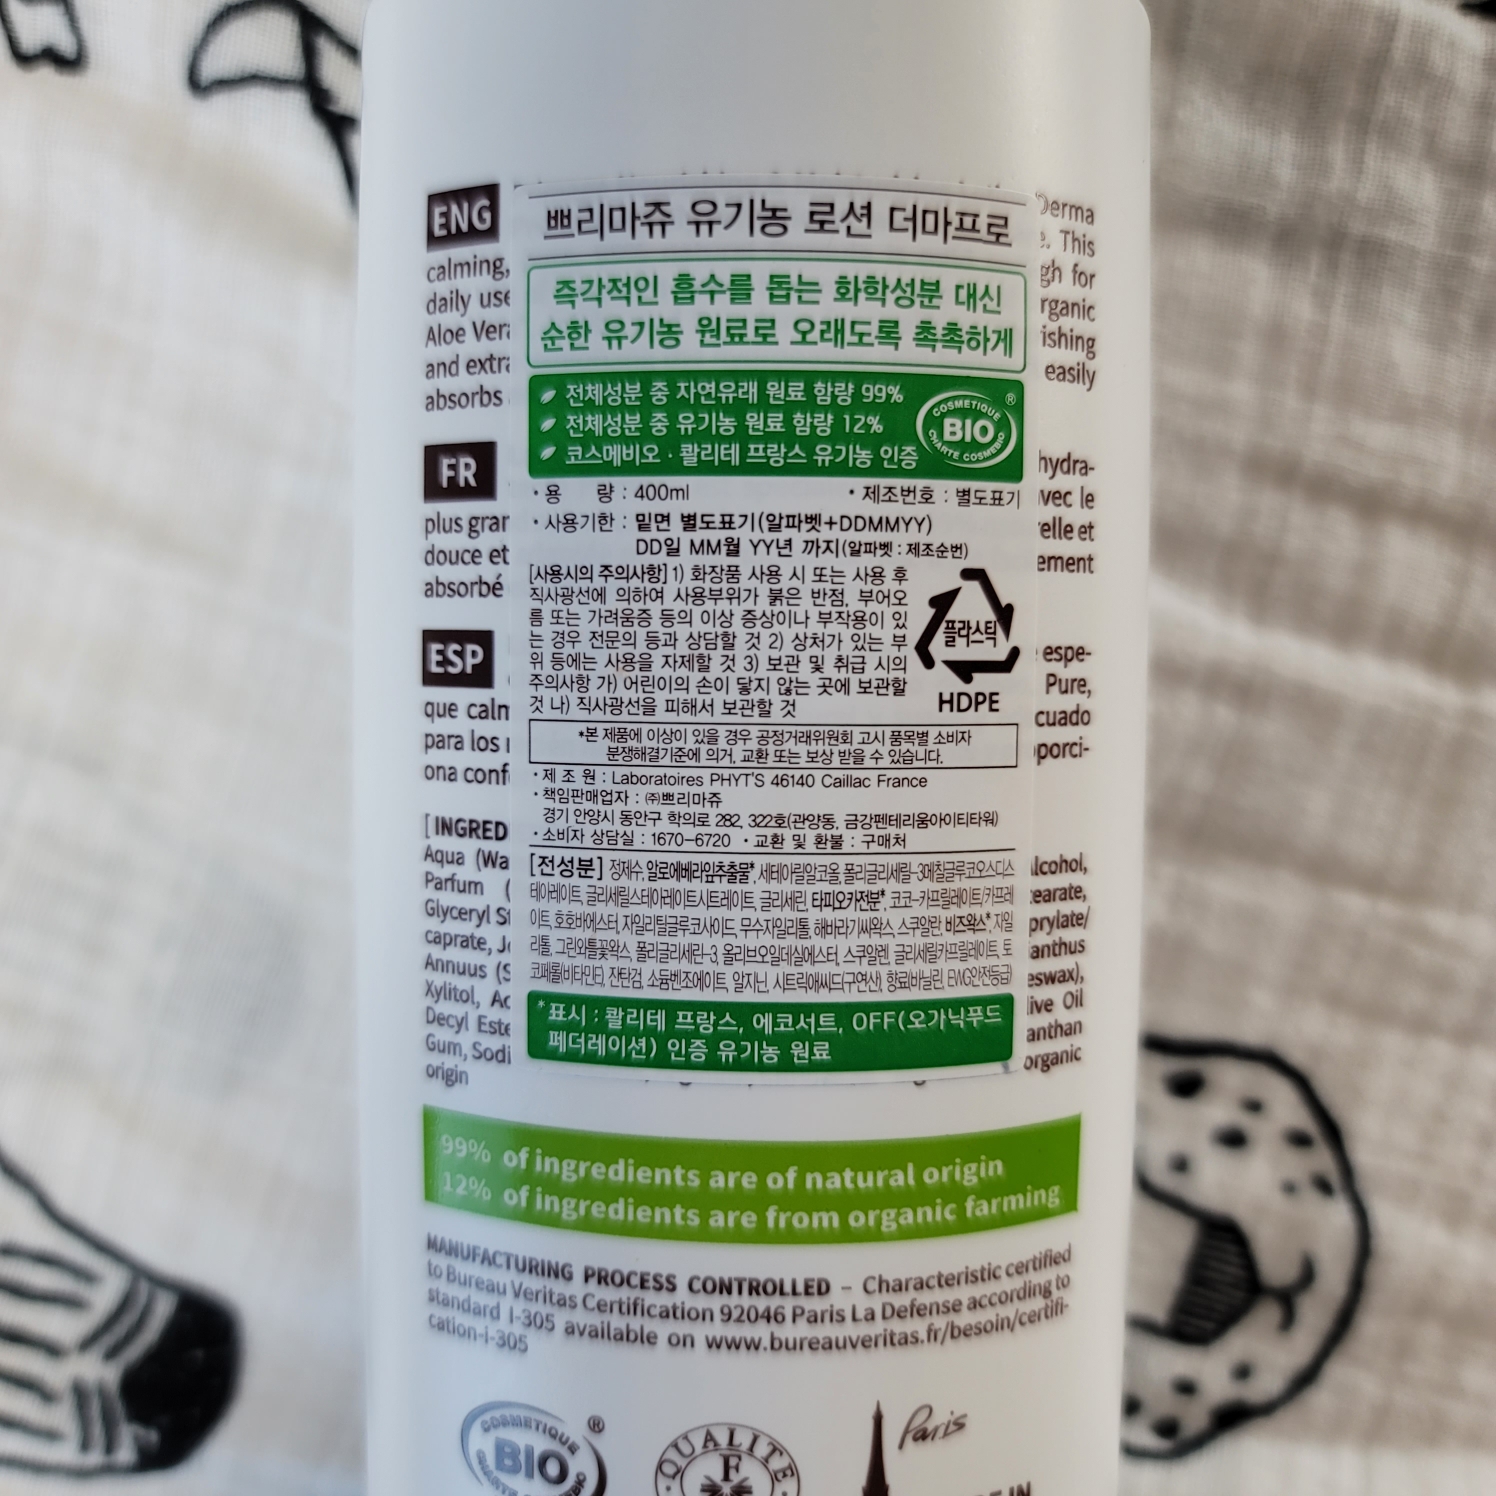 ENG
Derma
This
calming,
gh for
daily use
rganic
Aloe Vera
ishing
and extra
easily
absorbs
쁘리마쥬 유기농 로션 더마프로
즉각적인 흡수를 돕는 화학성분 대신
순한 유기농 원료로 오래도록 촉촉하게
전체성분 중 자연유래 원료 함량 99%
전체성분 중 유기농 원료 함량 12%
코스메비오 · 콸리테 프랑스 유기농 인증
COSMETIQUE BIO CHARTE COSMEBIO ®
· 용 량 : 400ml · 제조번호 : 별도표기
· 사용기한 : 밑면 별도표기(알파벳+DDMMYY)
DD일 MM월 YY년 까지(알파벳 : 제조순번)
[사용시의 주의사항] 1) 화장품 사용 시 또는 사용 후
직사광선에 의하여 사용부위가 붉은 반점, 부어오
름 또는 가려움증 등의 이상 증상이나 부작용이 있
는 경우 전문의 등과 상담할 것 2) 상처가 있는 부
위 등에는 사용을 자제할 것 3) 보관 및 취급 시의
주의사항 가) 어린이의 손이 닿지 않는 곳에 보관할
것 나) 직사광선을 피해서 보관할 것
플라스틱
HDPE
*본 제품에 이상이 있을 경우 공정거래위원회 고시 품목별 소비자
분쟁해결기준에 의거, 교환 또는 보상 받을 수 있습니다.
· 제 조 원 : Laboratoires PHYT'S 46140 Caillac France
· 책임판매업자 : ㈜쁘리마쥬
경기 안양시 동안구 학의로 282, 322호(관양동, 금강펜테리움아이티타워)
· 소비자 상담실 : 1670-6720 · 교환 및 환불 : 구매처
[전성분] 정제수, 알로에베라잎추출물*, 세테아릴알코올, 폴리글리세릴-3메칠글루코오스디스
테아레이트, 글리세릴스테아레이트시트레이트, 글리세린, 타피오카전분*, 코코-카프릴레이트/카프레
이트, 호호바에스터, 자일리틸글루코사이드, 무수자일리톨, 해바라기씨왁스, 스쿠알란, 비즈왁스*, 자일
리톨, 그린와틀꽃왁스, 폴리글리세린-3, 올리브오일데실에스터, 스쿠알렌, 글리세릴카프릴레이트, 토
코페롤(비타민E), 잔탄검, 소듐벤조에이트, 알지닌, 시트릭애씨드(구연산), 향료(바닐린, EWG안전등급)
*표시 : 콸리테 프랑스, 에코서트, OFF(오가닉푸드
페더레이션) 인증 유기농 원료
FR
hydra-
plus gran
avec le
douce et
relle et
absorbé
ement
ESP
espe-
Pure,
que calm
cuado
para los
porci-
ona conf
[INGRED
Aqua (Wa
lcohol,
Parfum (
earate,
Glyceryl St
prylate/
caprate, Jo
anthus
Annuus (S
eswax),
Xylitol, Ac
live Oil
Decyl Este
anthan
Gum, Sodi
organic
origin
99% of ingredients are of natural origin
12% of ingredients are from organic farming
MANUFACTURING PROCESS CONTROLLED – Characteristic certified
to Bureau Veritas Certification 92046 Paris La Defense according to
standard I-305 available on www.bureauveritas.fr/besoin/certifi-
cation-i-305
COSMETIQUE BIO ®
QUALITE F
Paris